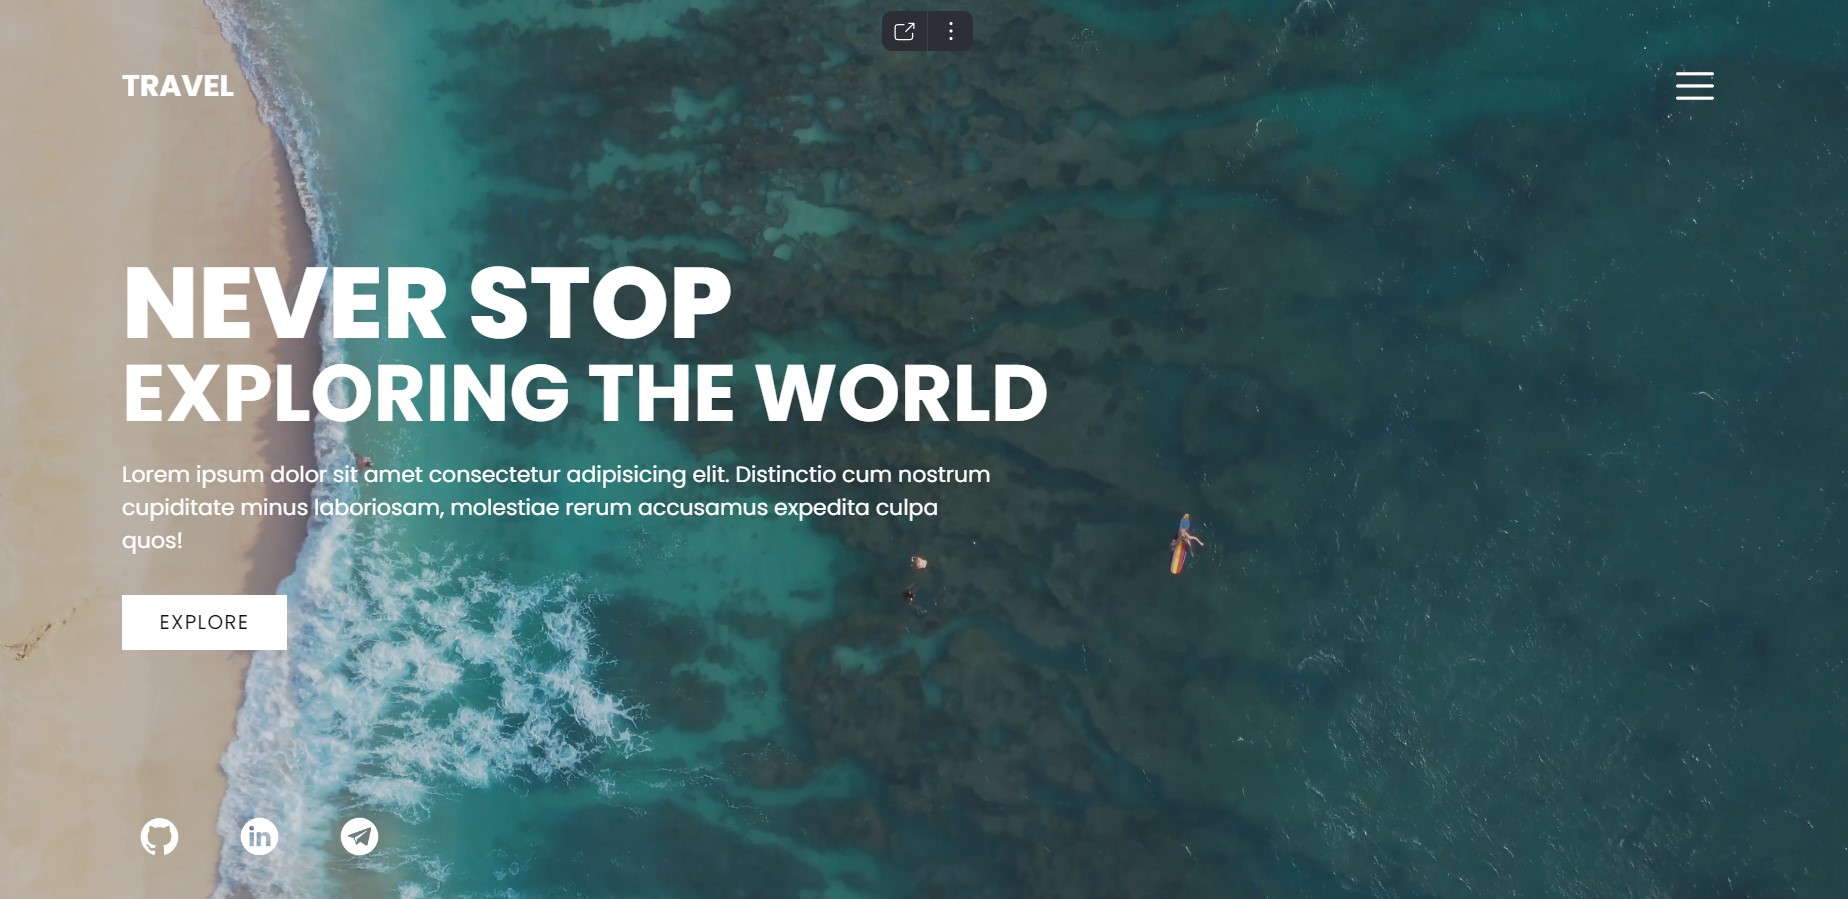 TRAVEL
NEVER STOP
EXPLORING THE WORLD
Lorem ipsum dolor sit amet consectetur adipisicing elit. Distinctio cum nostrum
cupiditate minus laboriosam, molestiae rerum accusamus expedita culpa
quos!
EXPLORE
in